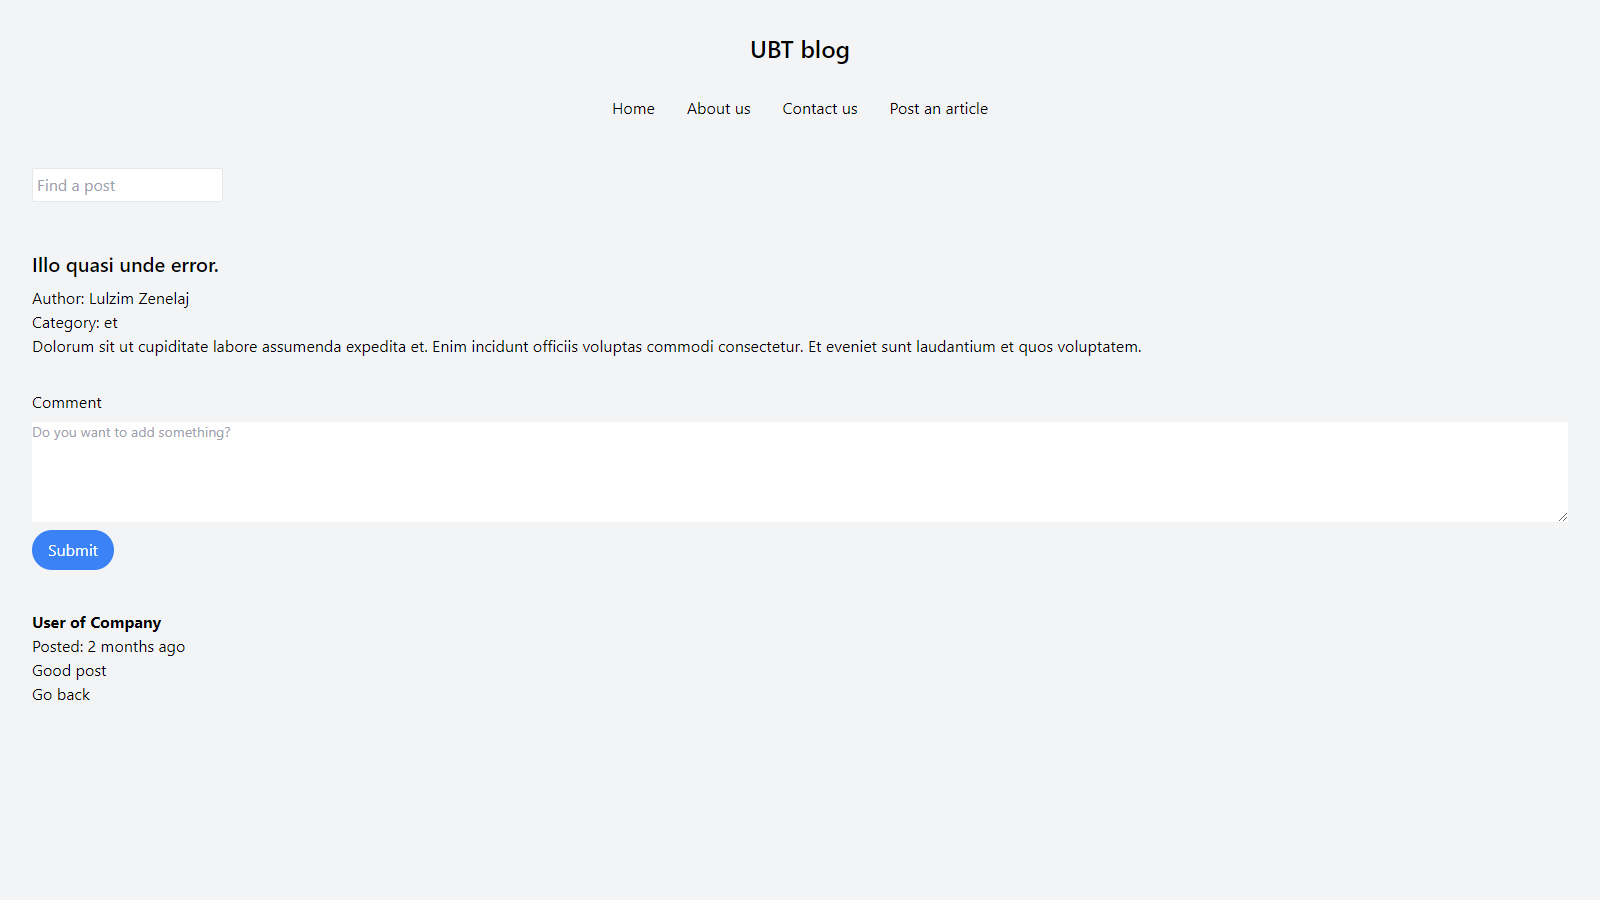 UBT blog
Home About us Contact us Post an article
Find a post
Illo quasi unde error.
Author: Lulzim Zenelaj
Category: et
Dolorum sit ut cupiditate labore assumenda expedita et. Enim incidunt officiis voluptas commodi consectetur. Et eveniet sunt laudantium et quos voluptatem.
Comment
Do you want to add something?
Submit
User of Company
Posted: 2 months ago
Good post
Go back